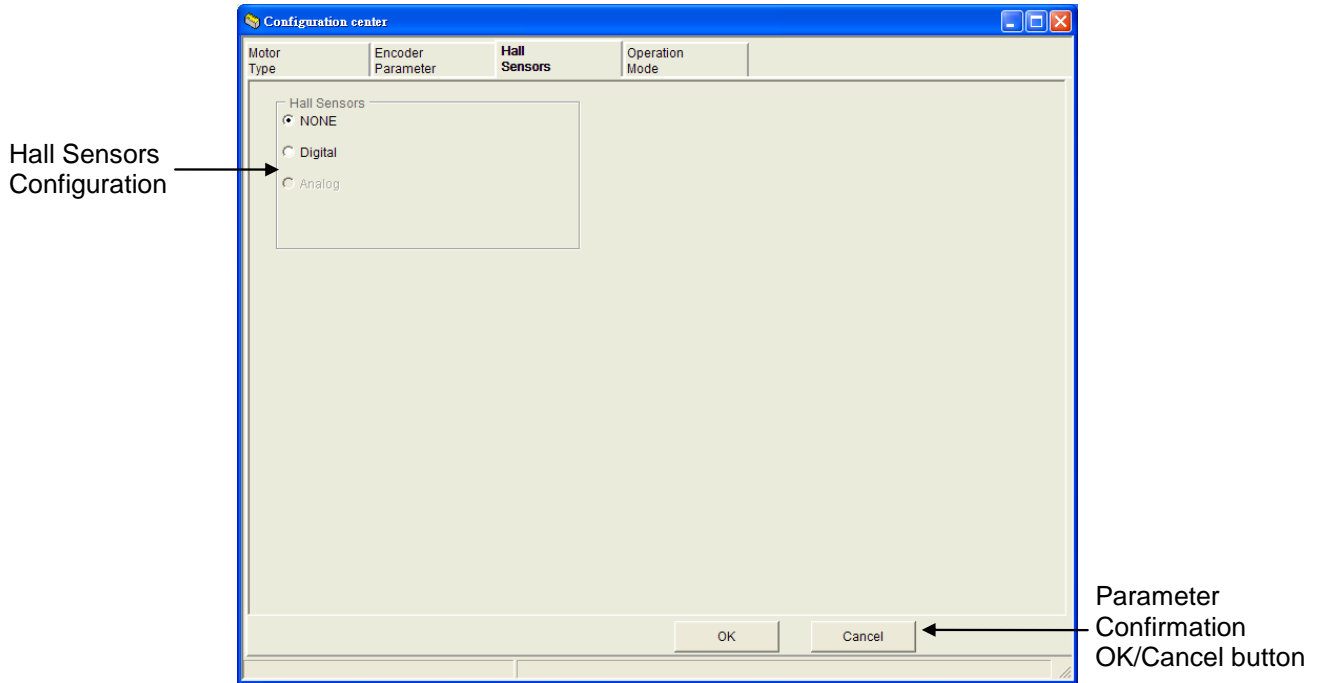 Configuration center
Motor
Type
Encoder
Parameter
Hall
Sensors
Operation
Mode
Hall Sensors
NONE
Digital
Analog
Hall Sensors
Configuration
OK
Cancel
Parameter
Confirmation
OK/Cancel button